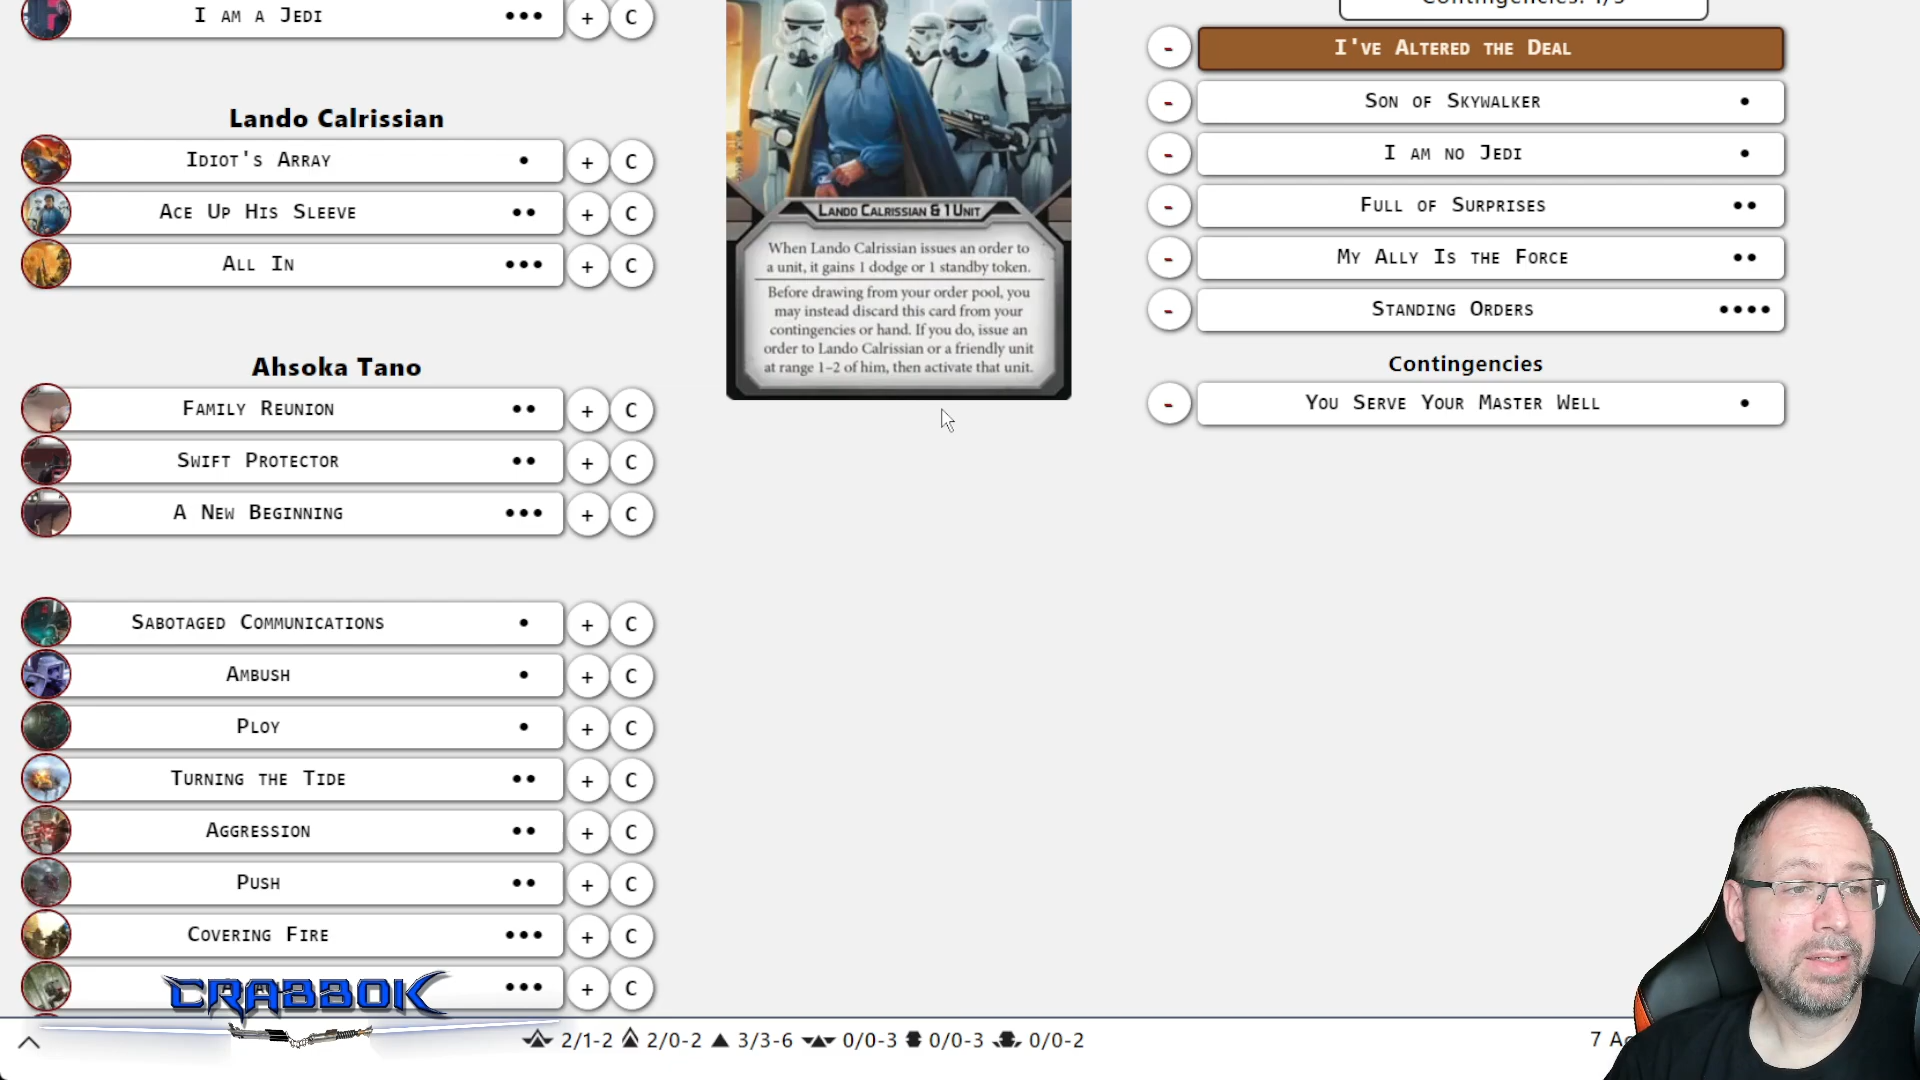 I am a Jedi ••• + C
Lando Calrissian
Idiot's Array • + C
Ace Up His Sleeve •• + C
All In ••• + C
Ahsoka Tano
Family Reunion •• + C
Swift Protector •• + C
A New Beginning ••• + C
Sabotaged Communications • + C
Ambush • + C
Ploy • + C
Turning the Tide •• + C
Aggression •• + C
Push •• + C
Covering Fire ••• + C
••• + C
CRABBOK
Lando Calrissian & 1 Unit
When Lando Calrissian issues an order to
a unit, it gains 1 dodge or 1 standby token.
Before drawing from your order pool, you
may instead discard this card from your
contingencies or hand. If you do, issue an
order to Lando Calrissian or a friendly unit
at range 1–2 of him, then activate that unit.
- I've Altered the Deal
- Son of Skywalker •
- I am no Jedi •
- Full of Surprises ••
- My Ally Is the Force ••
- Standing Orders ••••
Contingencies
- You Serve Your Master Well •
2/1-2 2/0-2 3/3-6 0/0-3 0/0-3 0/0-2
7